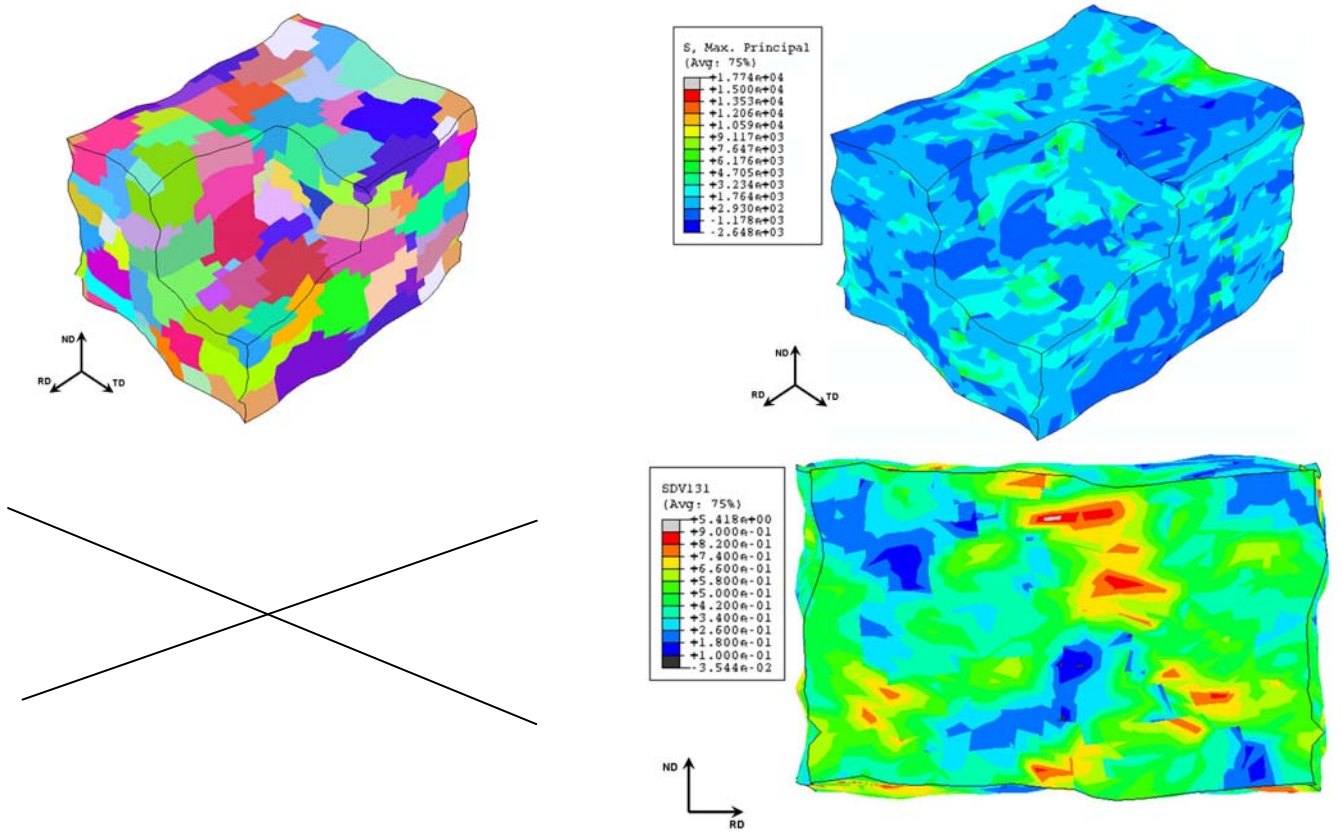 S, Max. Principal
(Avg: 75%)
+1.774e+04
+1.500e+04
+1.353e+04
+1.206e+04
+1.059e+04
+9.117e+03
+7.647e+03
+6.176e+03
+4.705e+03
+3.234e+03
+1.764e+03
+2.930e+02
-1.178e+03
-2.648e+03
ND
RD
TD
ND
RD
TD
SDV131
(Avg: 75%)
+5.418e+00
+9.000e-01
+8.200e-01
+7.400e-01
+6.600e-01
+5.800e-01
+5.000e-01
+4.200e-01
+3.400e-01
+2.600e-01
+1.800e-01
+1.000e-01
-3.544e-02
ND
RD